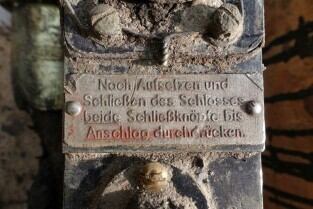 Nach Aufsetzen und
Schließen des Schlosses
beide Schließknöpfe bis
Anschlag durchdrücken.